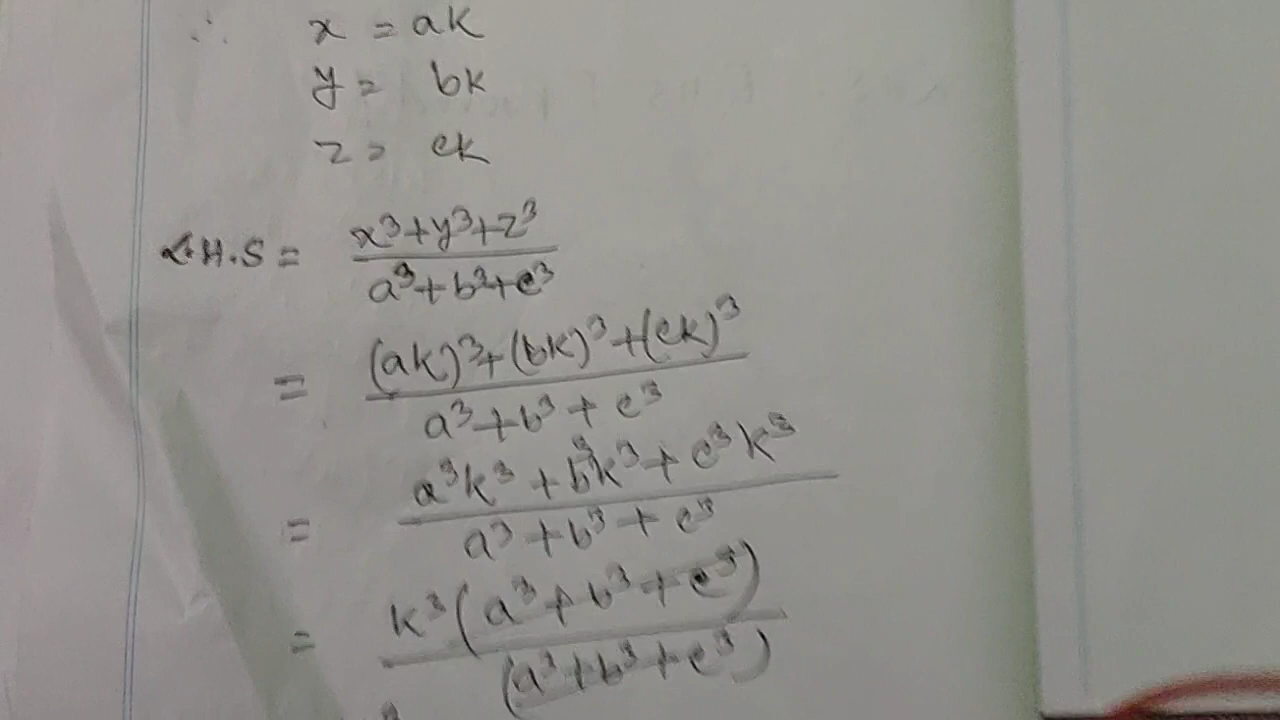 ∴ x = ak
y = bk
z = ck
L.H.S = x³+y³+z³ / a³+b³+c³
= (ak)³+(bk)³+(ck)³ / a³+b³+c³
= a³k³+b³k³+c³k³ / a³+b³+c³
= k³(a³+b³+c³) / (a³+b³+c³)